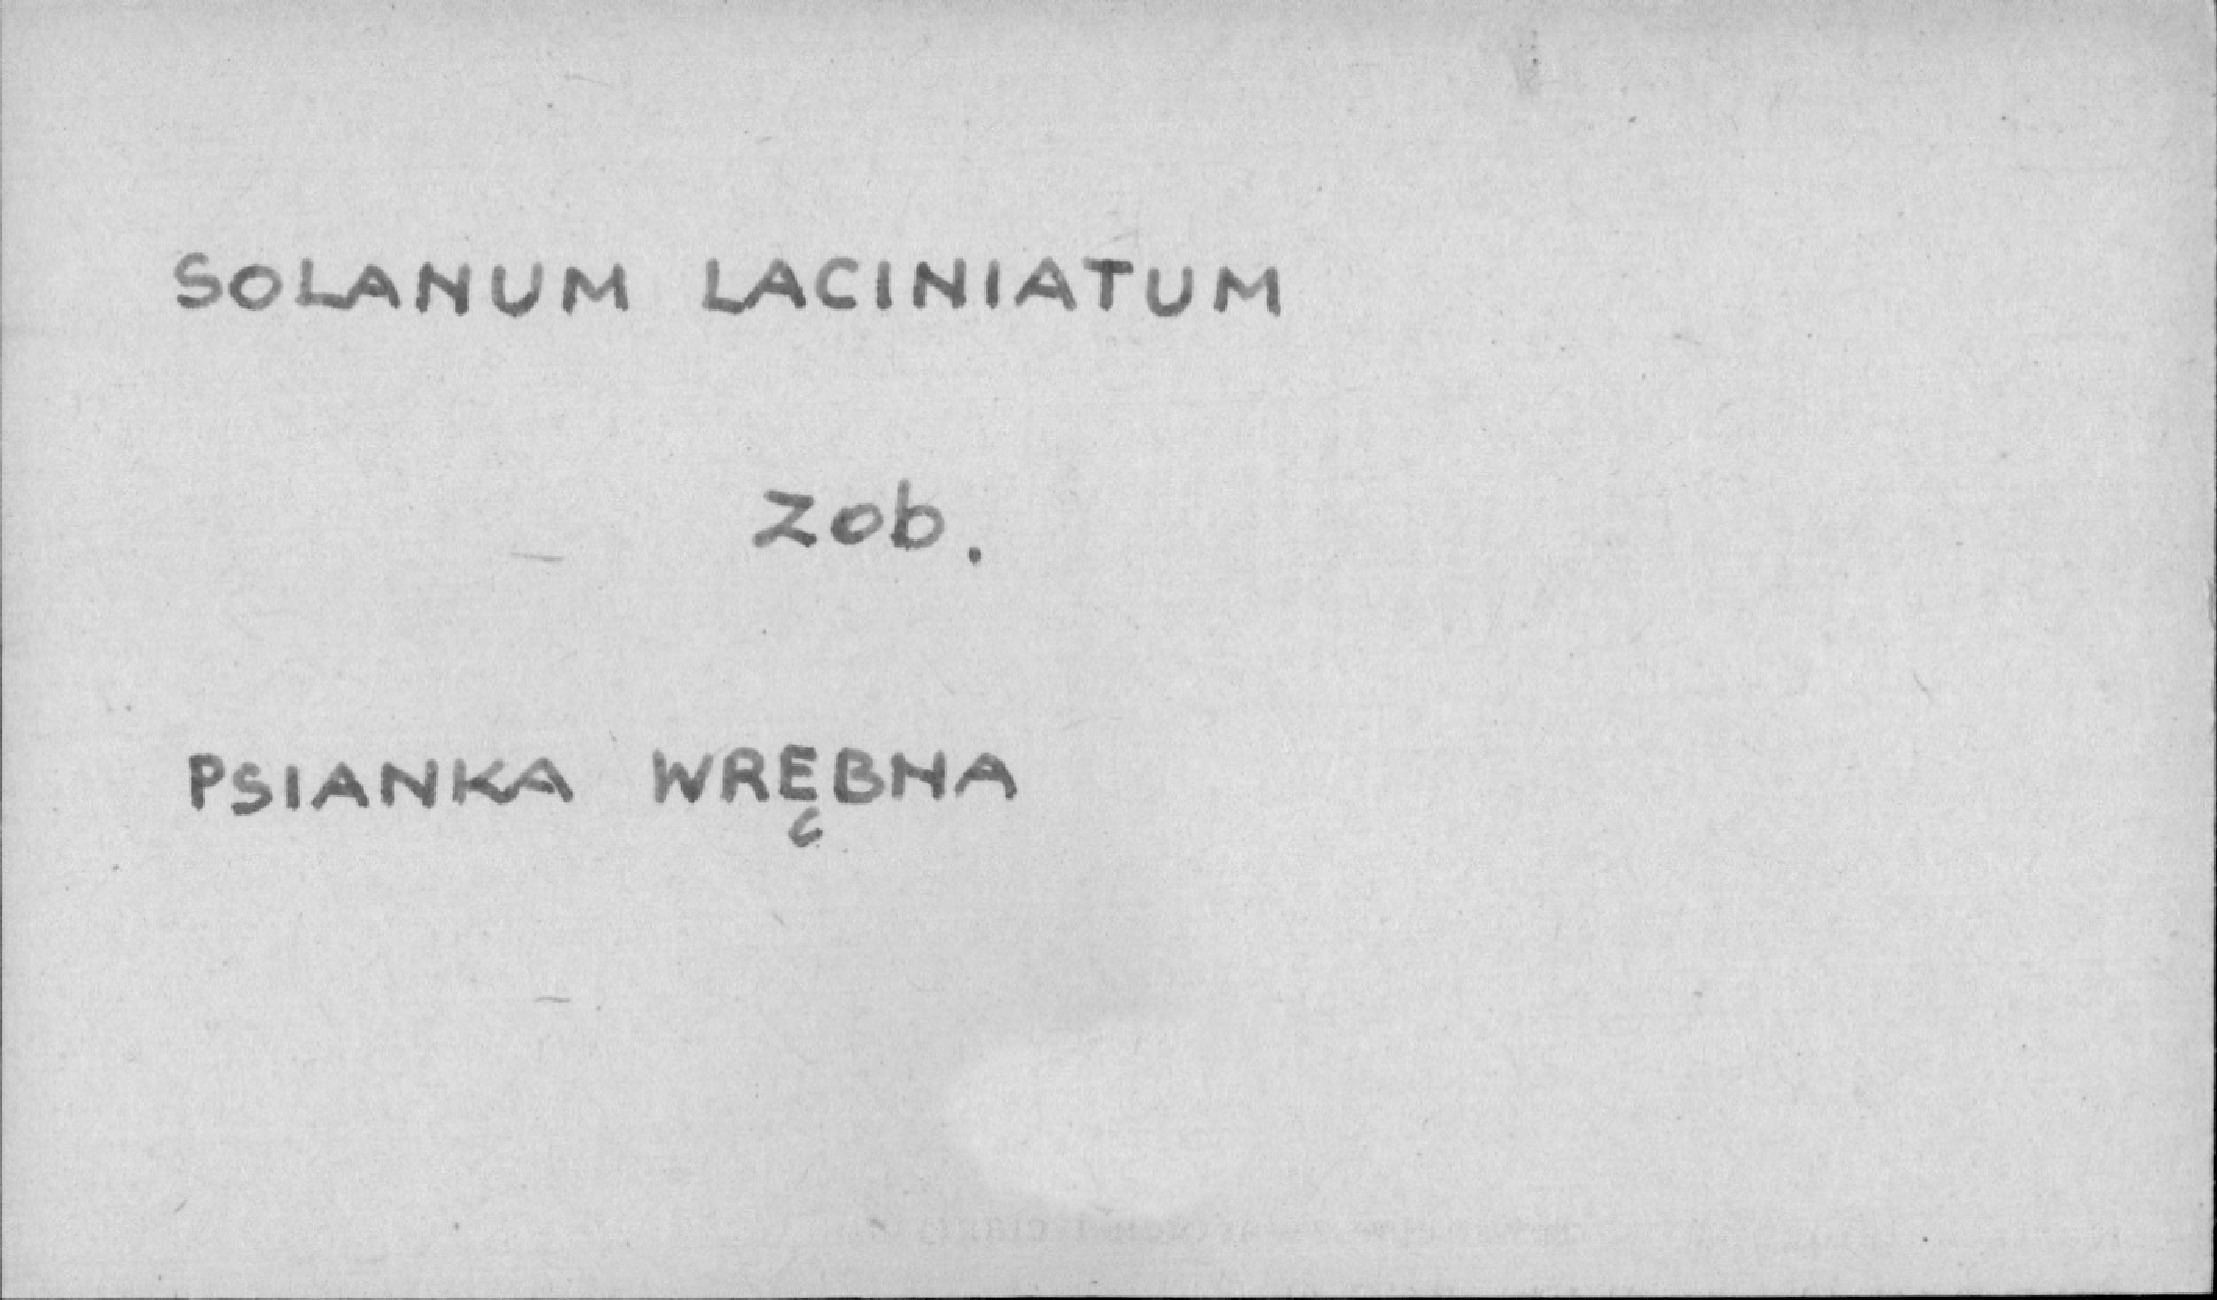 SOLANUM LACINIATUM
zob.
PSIANKA WRĘBNA